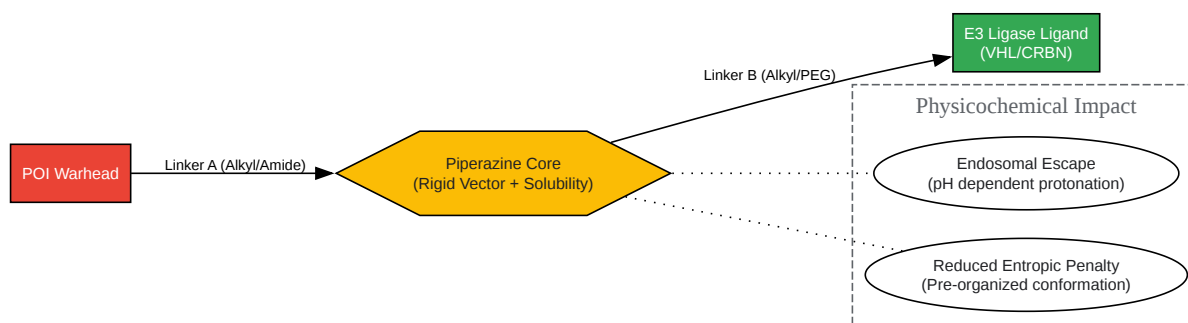 E3 Ligase Ligand
(VHL/CRBN)
Linker B (Alkyl/PEG)
Physicochemical Impact
POI Warhead
Linker A (Alkyl/Amide)
Piperazine Core
(Rigid Vector + Solubility)
Endosomal Escape
(pH dependent protonation)
Reduced Entropic Penalty
(Pre-organized conformation)